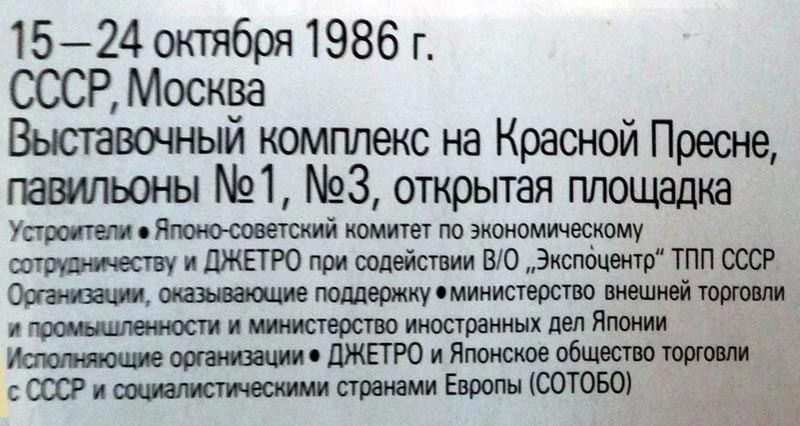 15–24 октября 1986 г.
СССР, Москва
Выставочный комплекс на Красной Пресне,
павильоны №1, №3, открытая площадка
Устроители • Японо-советский комитет по экономическому
сотрудничеству и ДЖЕТРО при содействии В/О „Экспоцентр“ ТПП СССР
Организации, оказывающие поддержку • министерство внешней торговли
и промышленности и министерство иностранных дел Японии
Исполняющие организации • ДЖЕТРО и Японское общество торговли
с СССР и социалистическими странами Европы (СОТОБО)